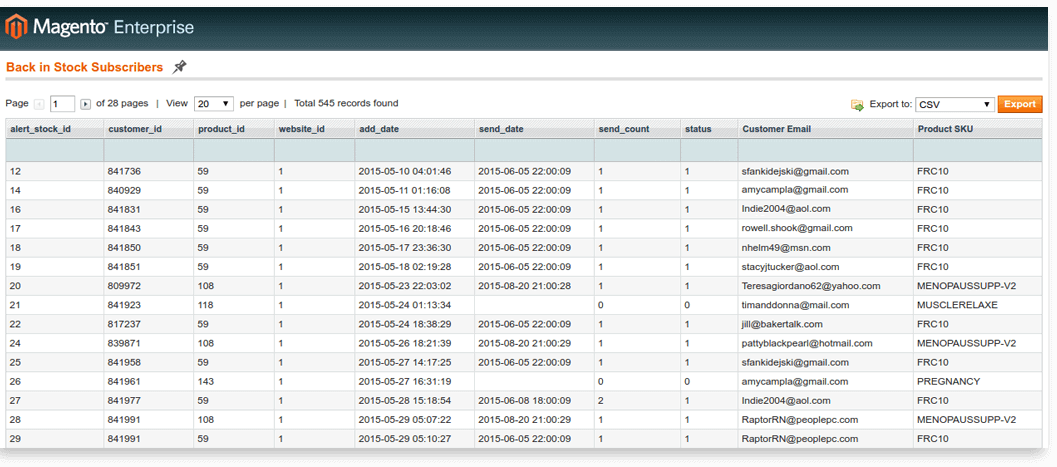 Magento Enterprise
Back in Stock Subscribers
Page 1 of 28 pages | View 20 per page | Total 545 records found Export to: CSV Export
alert_stock_id customer_id product_id website_id add_date send_date send_count status Customer Email Product SKU
12 841736 59 1 2015-05-10 04:01:46 2015-06-05 22:00:09 1 1 sfankidejski@gmail.com FRC10
14 840929 59 1 2015-05-11 01:16:08 2015-06-05 22:00:09 1 1 amycampla@gmail.com FRC10
16 841831 59 1 2015-05-15 13:44:30 2015-06-05 22:00:09 1 1 Indie2004@aol.com FRC10
17 841843 59 1 2015-05-16 20:18:46 2015-06-05 22:00:09 1 1 rowell.shook@gmail.com FRC10
18 841850 59 1 2015-05-17 23:36:30 2015-06-05 22:00:09 1 1 nhelm49@msn.com FRC10
19 841851 59 1 2015-05-18 02:19:28 2015-06-05 22:00:09 1 1 stacyjtucker@aol.com FRC10
20 809972 108 1 2015-05-23 22:03:02 2015-08-20 21:00:28 1 1 Teresagiordano62@yahoo.com MENOPAUSSUPP-V2
21 841923 118 1 2015-05-24 01:13:34 0 0 timanddonna@mail.com MUSCLERELAXE
22 817237 59 1 2015-05-24 18:38:29 2015-06-05 22:00:09 1 1 jill@bakertalk.com FRC10
24 839871 108 1 2015-05-26 18:21:39 2015-08-20 21:00:29 1 1 pattyblackpearl@hotmail.com MENOPAUSSUPP-V2
25 841958 59 1 2015-05-27 14:17:25 2015-06-05 22:00:09 1 1 sfankidejski@gmail.com FRC10
26 841961 143 1 2015-05-27 16:31:19 0 0 amycampla@gmail.com PREGNANCY
27 841977 59 1 2015-05-28 15:18:54 2015-06-08 18:00:09 2 1 Indie2004@aol.com FRC10
28 841991 108 1 2015-05-29 05:07:22 2015-08-20 21:00:29 1 1 RaptorRN@peoplepc.com MENOPAUSSUPP-V2
29 841991 59 1 2015-05-29 05:10:27 2015-06-05 22:00:09 1 1 RaptorRN@peoplepc.com FRC10